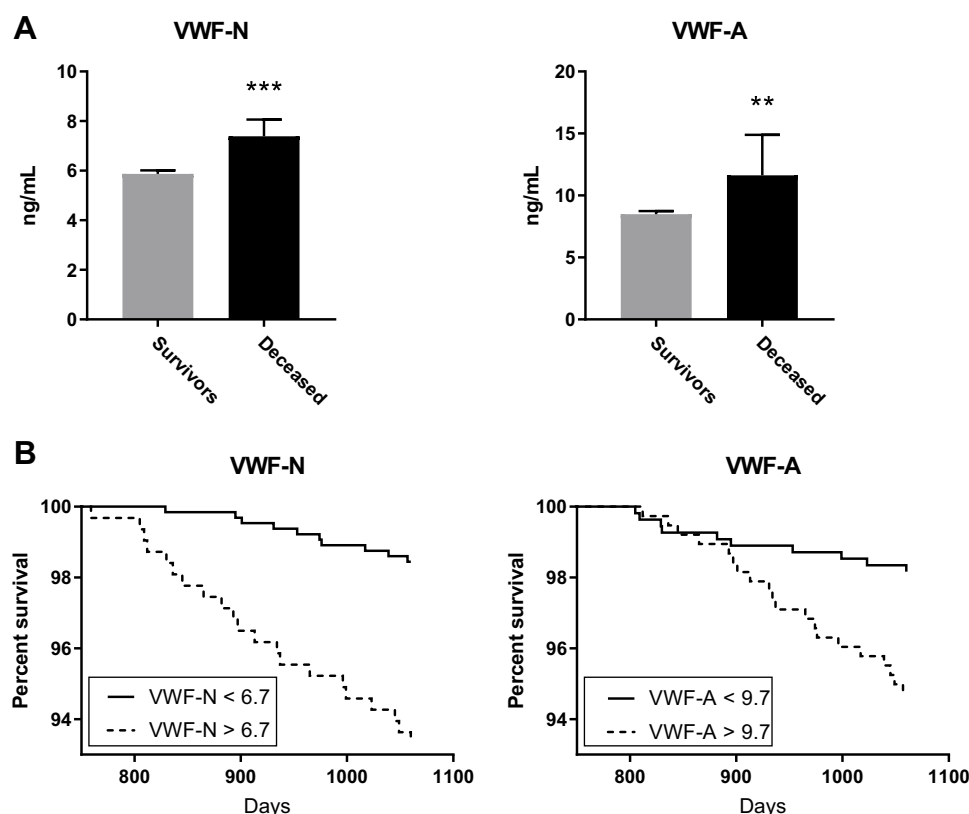 A
VWF-N
10
8
6
4
2
0
ng/mL
***
Survivors
Deceased
VWF-A
20
15
10
5
0
ng/mL
**
Survivors
Deceased
B
VWF-N
100
98
96
94
Percent survival
VWF-N < 6.7
VWF-N > 6.7
800
900
1000
1100
Days
VWF-A
100
98
96
94
Percent survival
VWF-A < 9.7
VWF-A > 9.7
800
900
1000
1100
Days